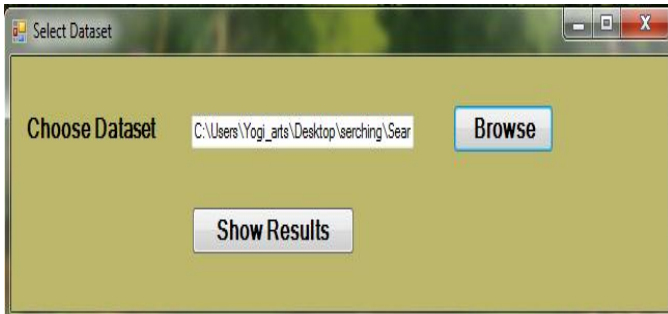 Select Dataset
Choose Dataset C:\Users\Yogi_arts\Desktop\serching\Sear Browse
Show Results